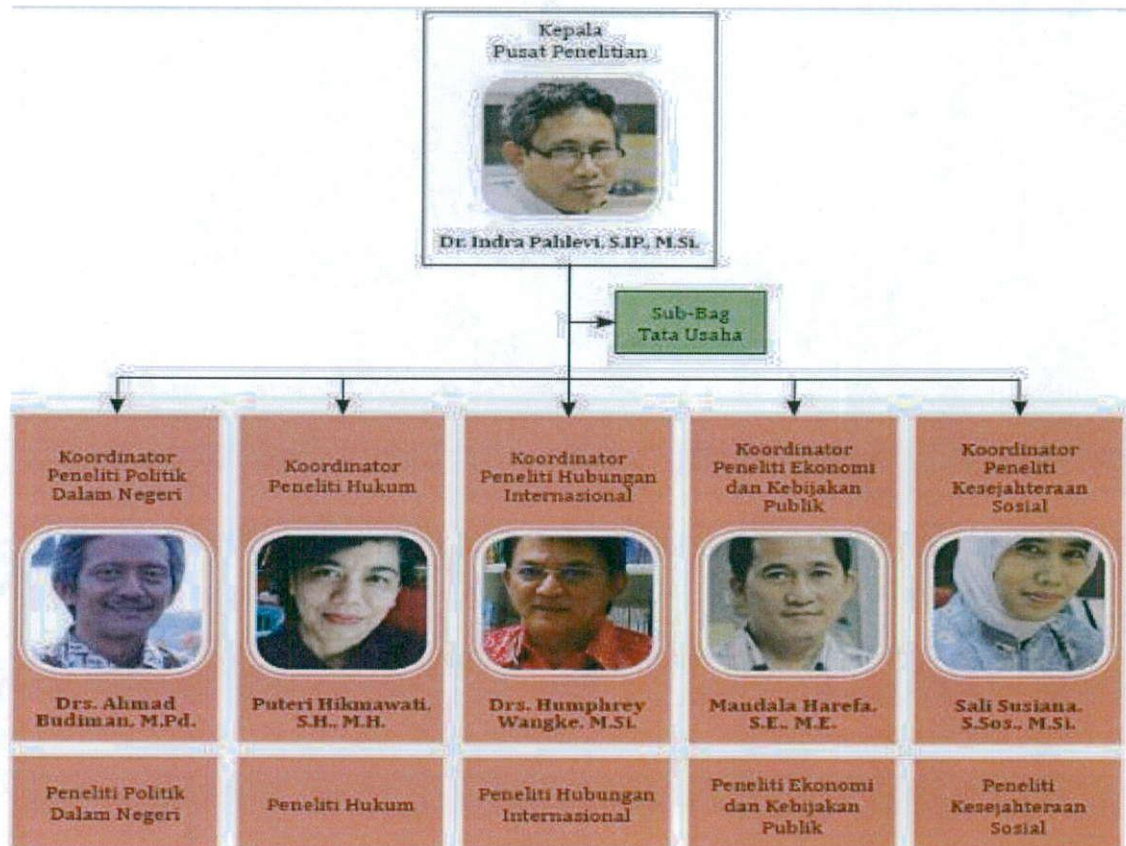 Kepala
Pusat Penelitian
Dr. Indra Pahlevi, S.IP., M.Si.
Sub-Bag
Tata Usaha
Koordinator
Peneliti Politik
Dalam Negeri
Drs. Ahmad
Budiman, M.Pd.
Koordinator
Peneliti Hukum
Puteri Hikmawati,
S.H., M.H.
Koordinator
Peneliti Hubungan
Internasional
Drs. Humphrey
Wangke, M.Si.
Koordinator
Peneliti Ekonomi
dan Kebijakan
Publik
Mandala Harefa,
S.E., M.E.
Koordinator
Peneliti
Kesejahteraan
Sosial
Sali Susiana,
S.Sos., M.Si.
Peneliti Politik
Dalam Negeri
Peneliti Hukum
Peneliti Hubungan
Internasional
Peneliti Ekonomi
dan Kebijakan
Publik
Peneliti
Kesejahteraan
Sosial